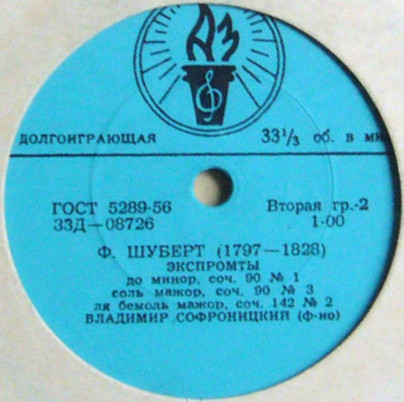 ДЗ
ДОЛГОИГРАЮЩАЯ 33⅓ об. в ми
ГОСТ 5289-56 Вторая гр.-2
33Д—08726 1-00
Ф. ШУБЕРТ (1797—1828)
ЭКСПРОМТЫ
до минор, соч. 90 № 1
соль мажор, соч. 90 № 3
ля бемоль мажор, соч. 142 № 2
ВЛАДИМИР СОФРОНИЦКИЙ (ф-но)